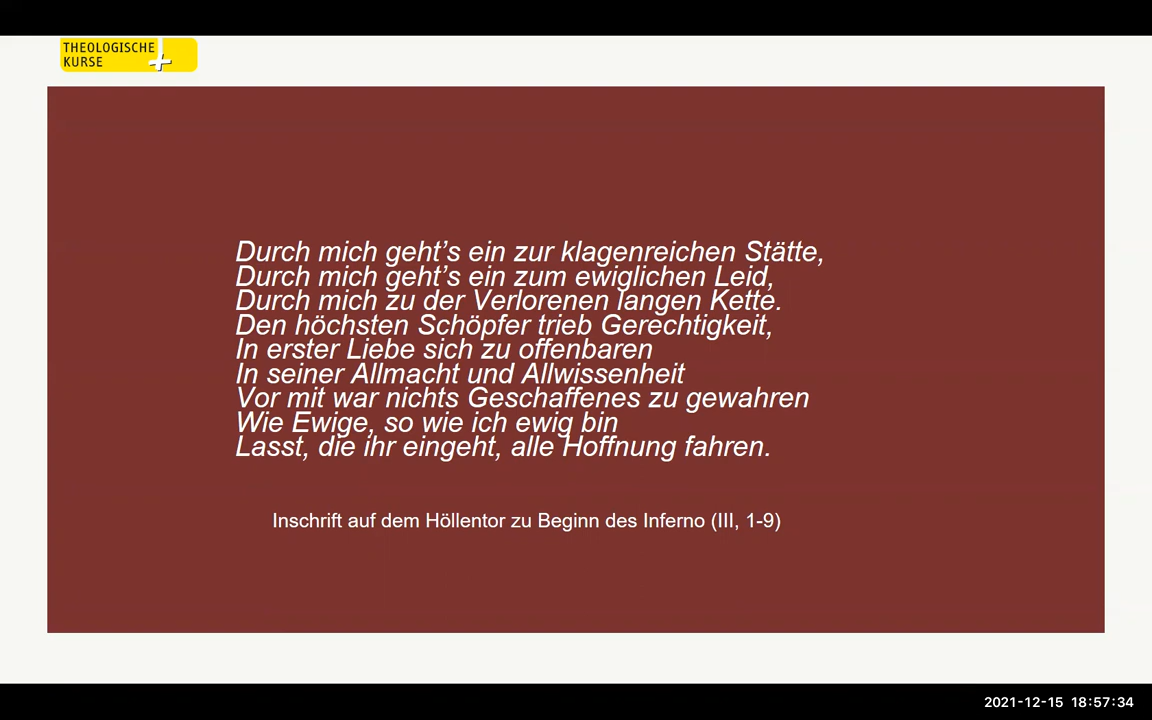 THEOLOGISCHE
KURSE
Durch mich geht's ein zur klagenreichen Stätte,
Durch mich geht's ein zum ewiglichen Leid,
Durch mich zu der Verlorenen langen Kette.
Den höchsten Schöpfer trieb Gerechtigkeit,
In erster Liebe sich zu offenbaren
In seiner Allmacht und Allwissenheit
Vor mit war nichts Geschaffenes zu gewahren
Wie Ewige, so wie ich ewig bin
Lasst, die ihr eingeht, alle Hoffnung fahren.
Inschrift auf dem Höllentor zu Beginn des Inferno (III, 1-9)
2021-12-15 18:57:34